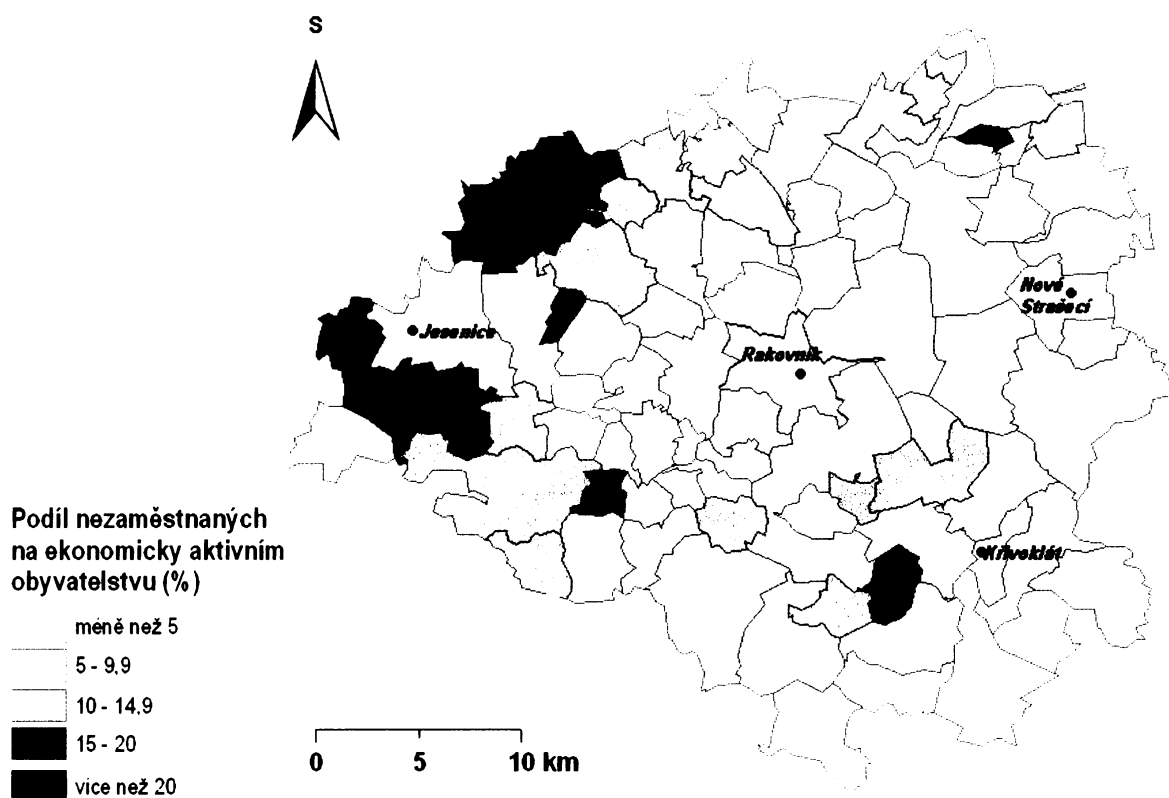 S
Nové
Strašecí
Jesenice
Rakovník
Křivoklát
Podíl nezaměstnaných
na ekonomicky aktivním
obyvatelstvu (%)
méně než 5
5 - 9,9
10 - 14,9
15 - 20
více než 20
0 5 10 km